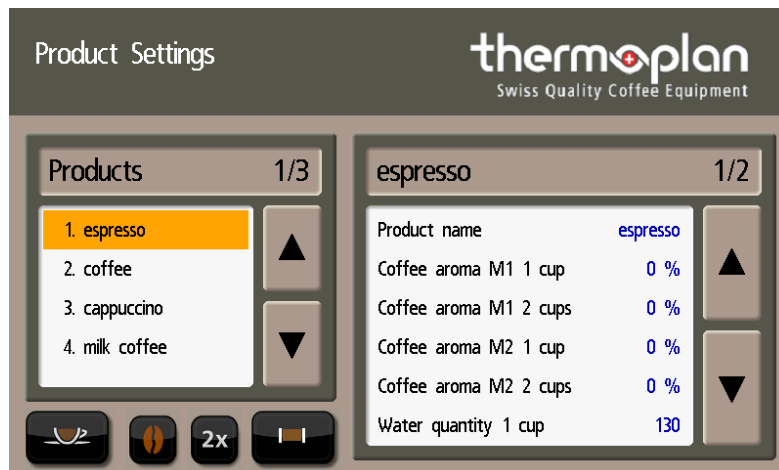 Product Settings
thermoplan
Swiss Quality Coffee Equipment
Products 1/3
1. espresso
2. coffee
3. cappuccino
4. milk coffee
2x
espresso 1/2
Product name espresso
Coffee aroma M1 1 cup 0 %
Coffee aroma M1 2 cups 0 %
Coffee aroma M2 1 cup 0 %
Coffee aroma M2 2 cups 0 %
Water quantity 1 cup 130